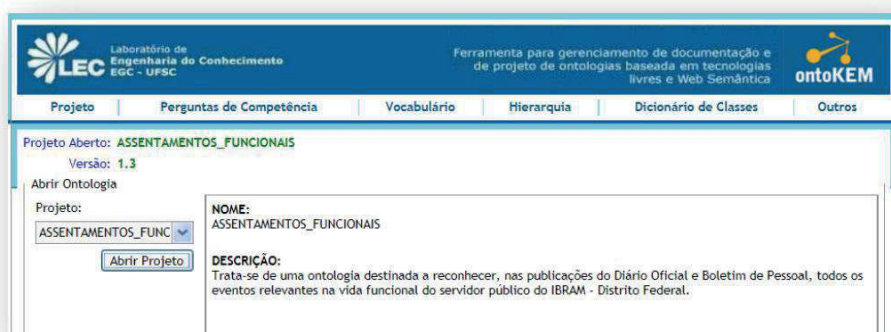 LEC
Laboratório de
Engenharia do Conhecimento
EGC - UFSC
Ferramenta para gerenciamento de documentação e
de projeto de ontologias baseada em tecnologias
livres e Web Semântica
ontoKEM
Projeto Perguntas de Competência Vocabulário Hierarquia Dicionário de Classes Outros
Projeto Aberto: ASSENTAMENTOS_FUNCIONAIS
Versão: 1.3
Abrir Ontologia
Projeto:
ASSENTAMENTOS_FUNC
Abrir Projeto
NOME:
ASSENTAMENTOS_FUNCIONAIS
DESCRIÇÃO:
Trata-se de uma ontologia destinada a reconhecer, nas publicações do Diário Oficial e Boletim de Pessoal, todos os
eventos relevantes na vida funcional do servidor público do IBRAM - Distrito Federal.